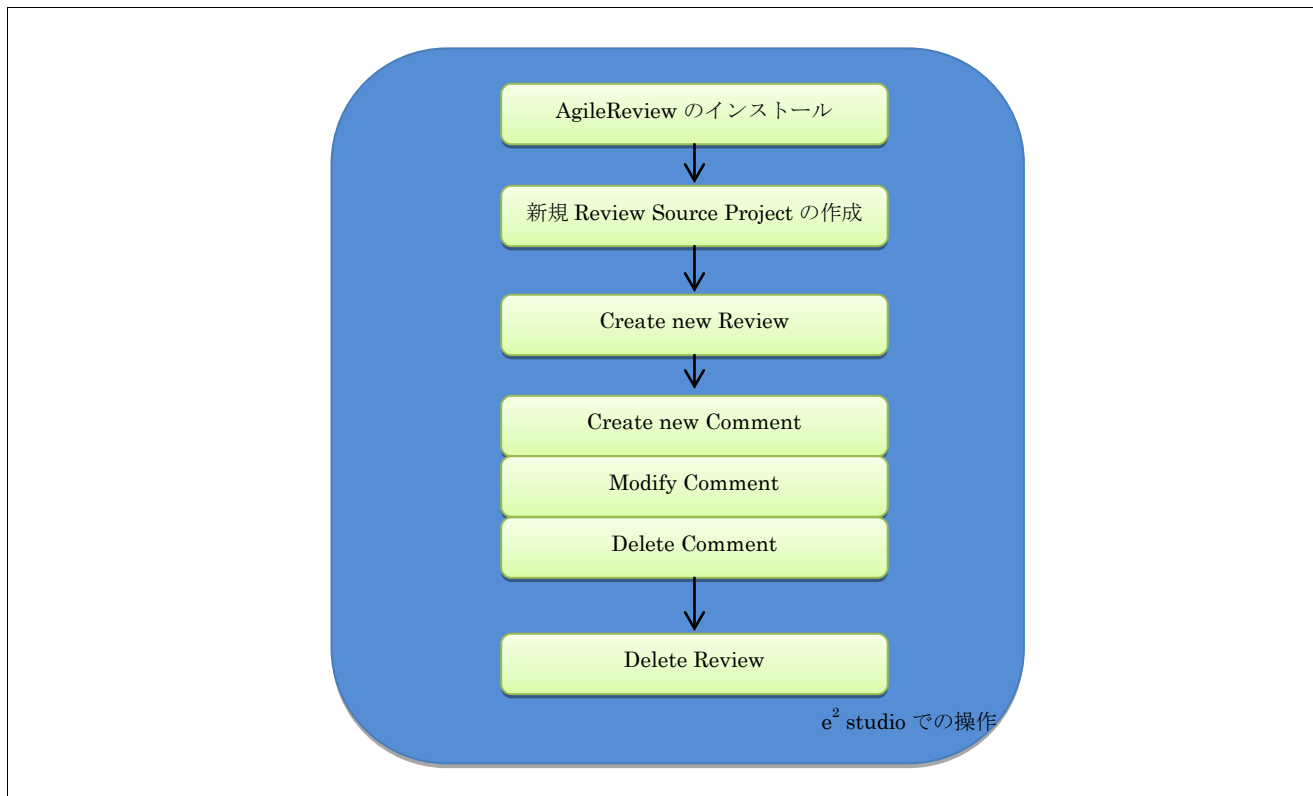 AgileReview のインストール
新規 Review Source Project の作成
Create new Review
Create new Comment
Modify Comment
Delete Comment
Delete Review
e² studio での操作